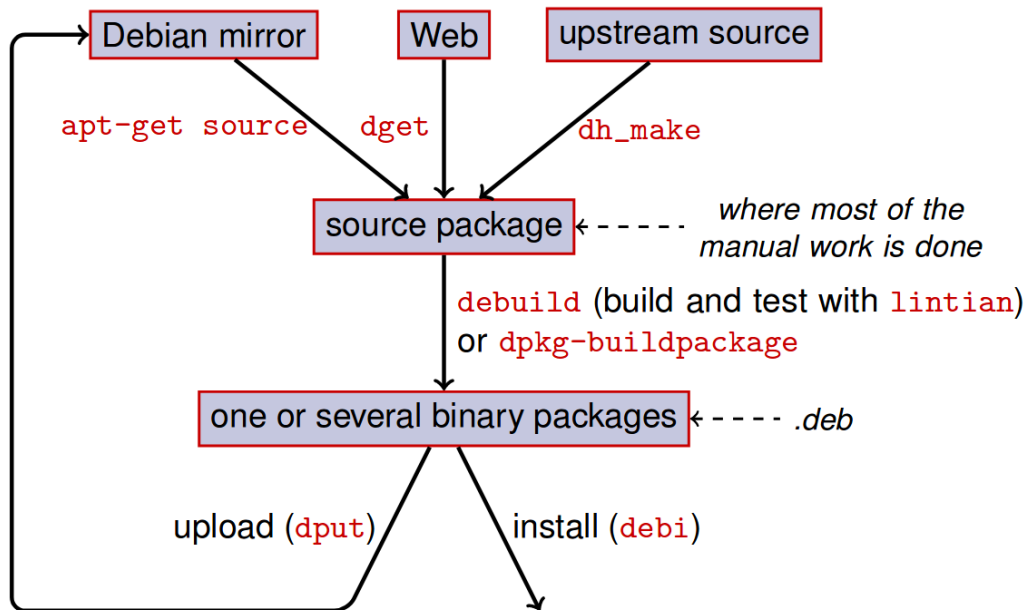 Debian mirror
Web
upstream source
apt-get source
dget
dh_make
source package
where most of the
manual work is done
debuild (build and test with lintian)
or dpkg-buildpackage
one or several binary packages
.deb
upload (dput)
install (debi)